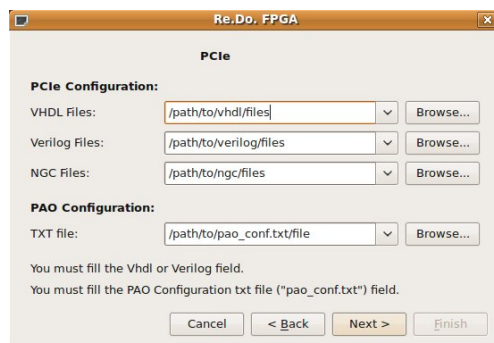 Re.Do. FPGA
PCIe
PCIe Configuration:
VHDL Files: /path/to/vhdl/files Browse...
Verilog Files: /path/to/verilog/files Browse...
NGC Files: /path/to/ngc/files Browse...
PAO Configuration:
TXT file: /path/to/pao_conf.txt/file Browse...
You must fill the Vhdl or Verilog field.
You must fill the PAO Configuration txt file ("pao_conf.txt") field.
Cancel < Back Next > Finish